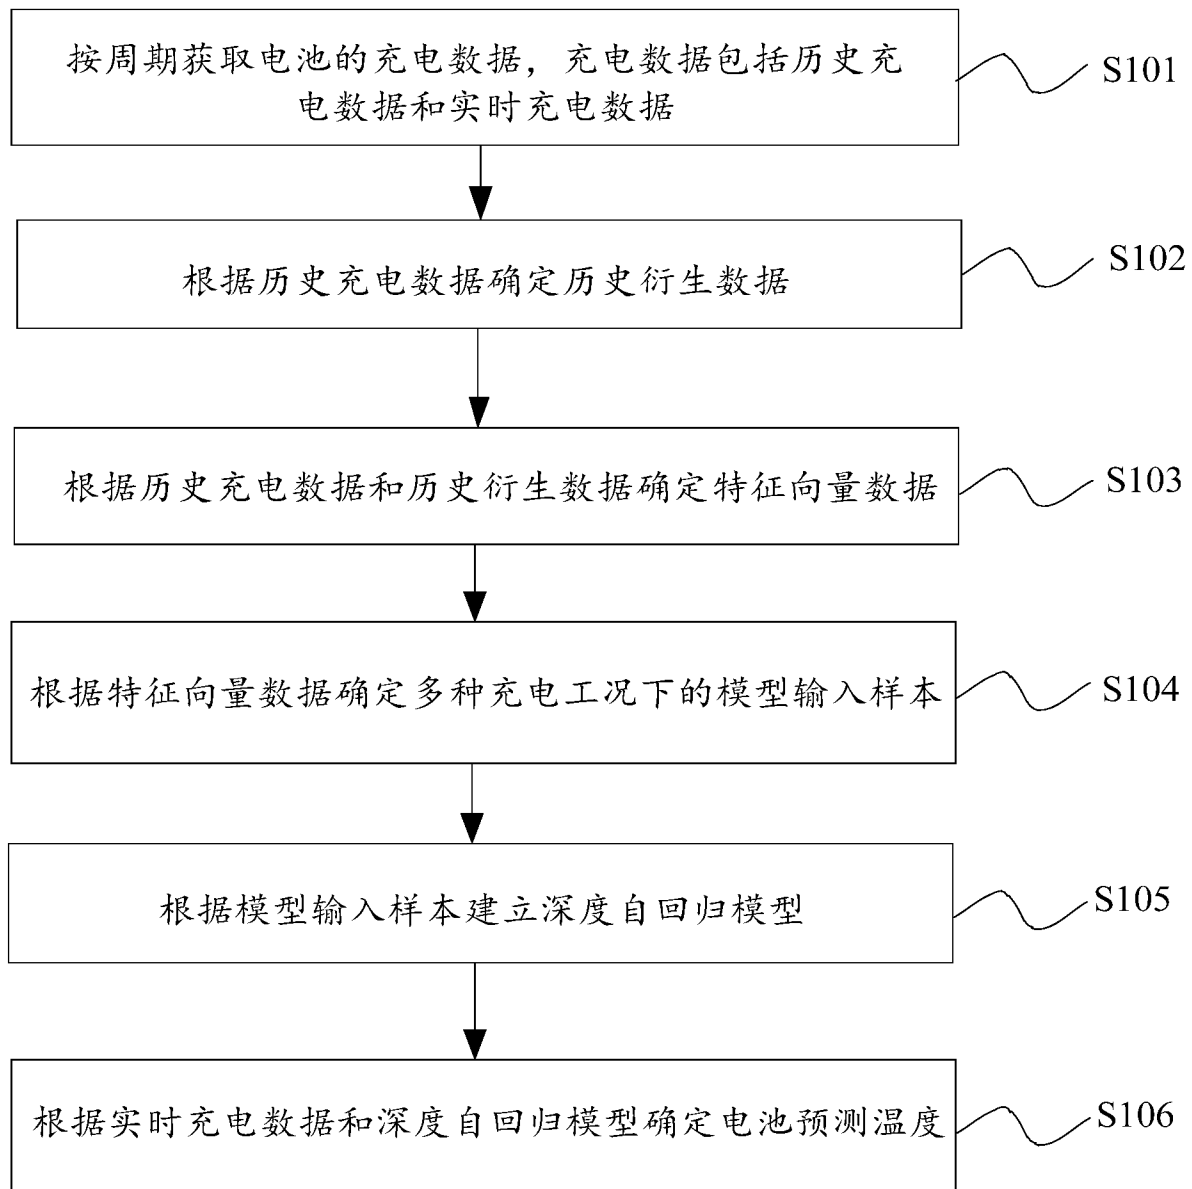 按周期获取电池的充电数据，充电数据包括历史充
电数据和实时充电数据
S101
根据历史充电数据确定历史衍生数据
S102
根据历史充电数据和历史衍生数据确定特征向量数据
S103
根据特征向量数据确定多种充电工况下的模型输入样本
S104
根据模型输入样本建立深度自回归模型
S105
根据实时充电数据和深度自回归模型确定电池预测温度
S106